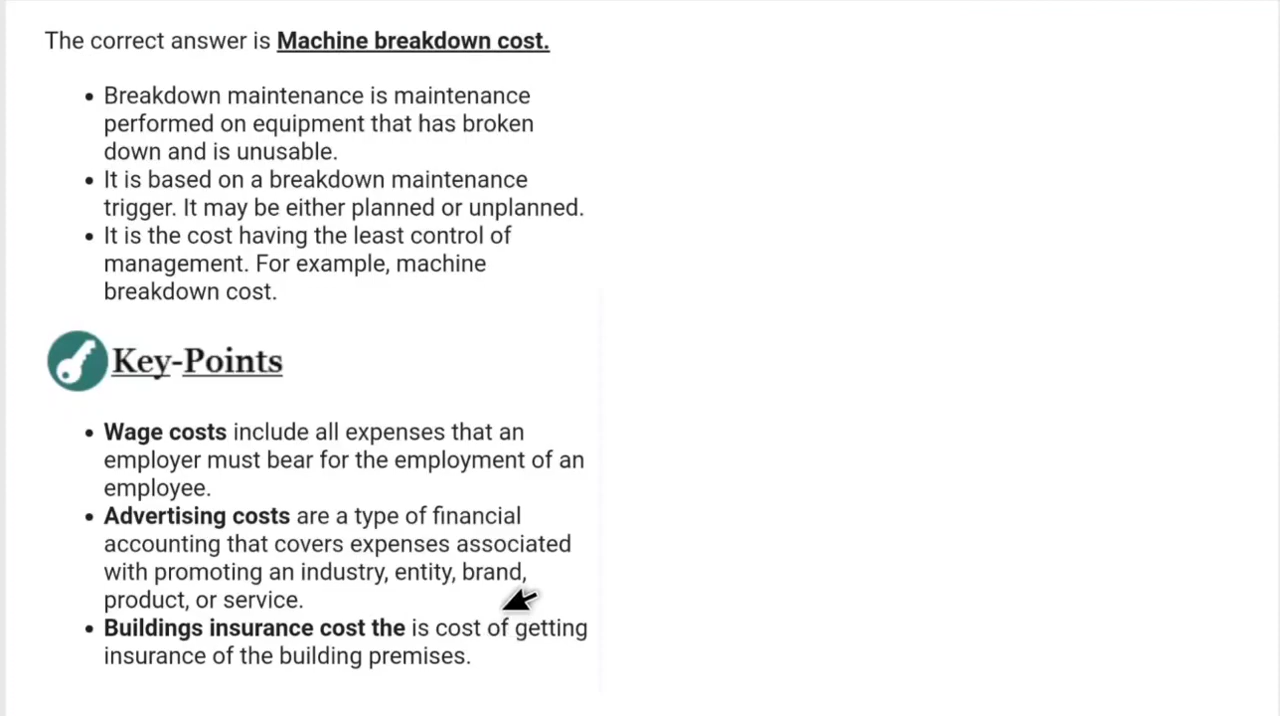 The correct answer is Machine breakdown cost.
• Breakdown maintenance is maintenance
performed on equipment that has broken
down and is unusable.
• It is based on a breakdown maintenance
trigger. It may be either planned or unplanned.
• It is the cost having the least control of
management. For example, machine
breakdown cost.
Key-Points
• Wage costs include all expenses that an
employer must bear for the employment of an
employee.
• Advertising costs are a type of financial
accounting that covers expenses associated
with promoting an industry, entity, brand,
product, or service.
• Buildings insurance cost the is cost of getting
insurance of the building premises.